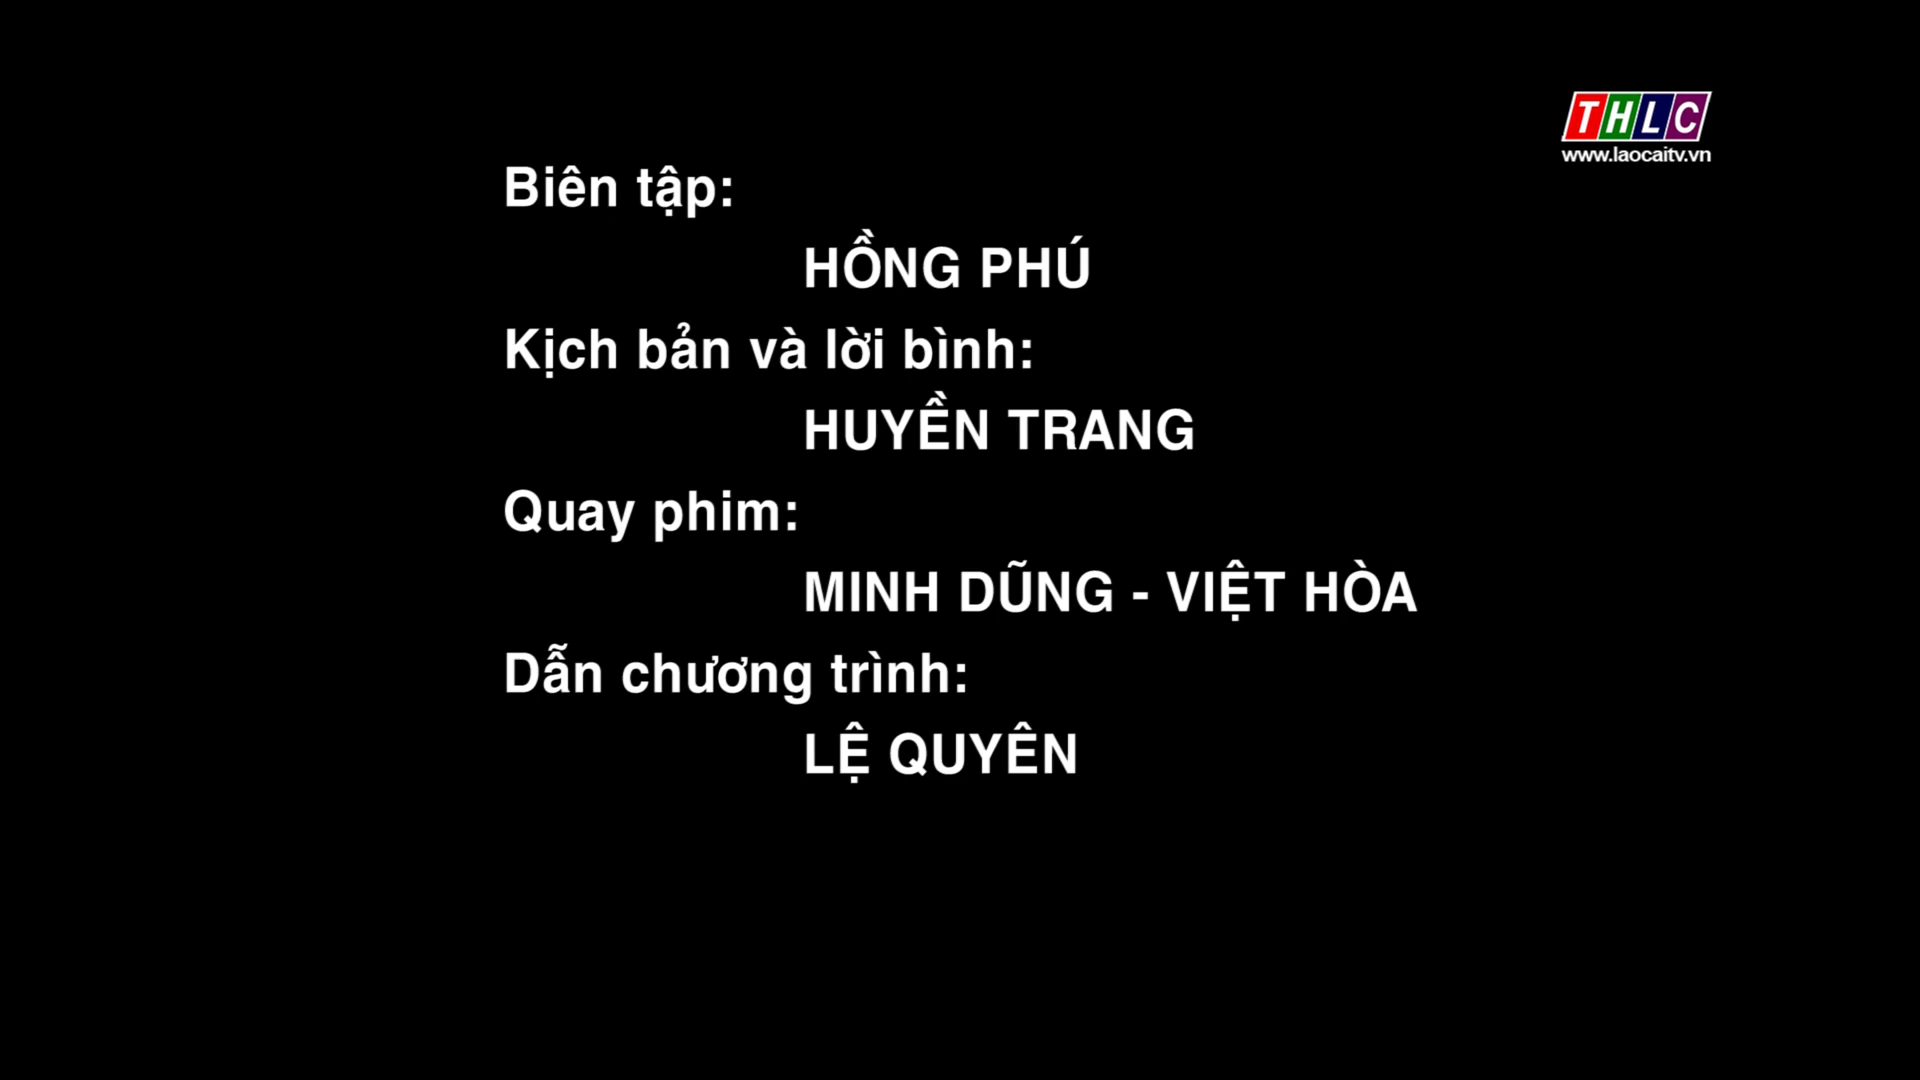 THLC
www.laocaitv.vn
Biên tập:
HỒNG PHÚ
Kịch bản và lời bình:
HUYỀN TRANG
Quay phim:
MINH DŨNG - VIỆT HÒA
Dẫn chương trình:
LỆ QUYÊN